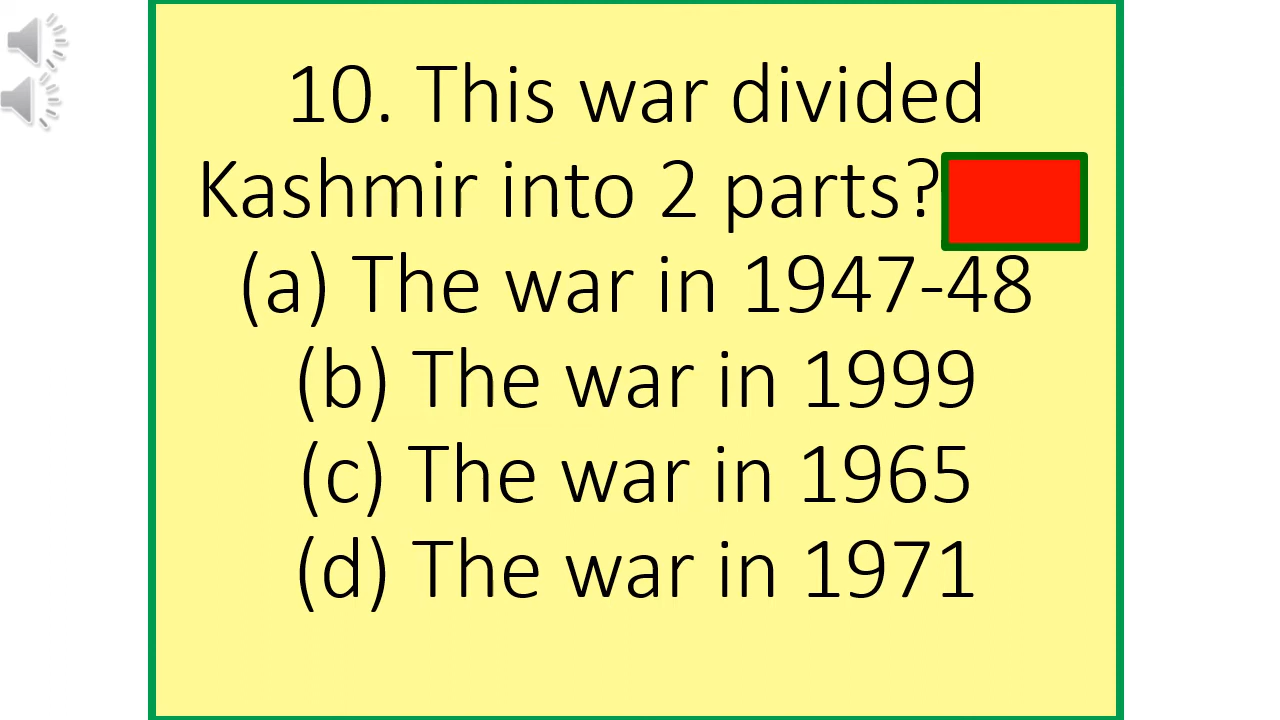 10. This war divided
Kashmir into 2 parts?
(a) The war in 1947-48
(b) The war in 1999
(c) The war in 1965
(d) The war in 1971